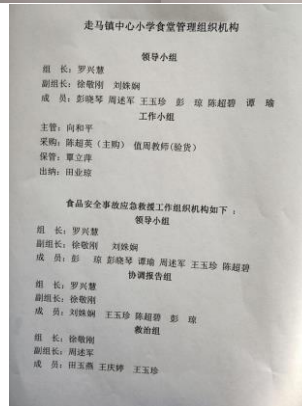 走马镇中心小学食堂管理组织机构
领导小组
组 长：罗兴慧
副组长：徐敬刚 刘姝娴
成 员：彭晓琴 周述军 王玉珍 彭 琼 陈超碧 谭 瑜
工作小组
主管：向和平
采购：陈超英（主购） 值周教师(验货)
保管：覃立萍
出纳：田业琼
食品安全事故应急救援工作组织机构如下：
领导小组
组 长：罗兴慧
副组长：徐敬刚 刘姝娴
成 员：彭 琼 彭晓琴 谭瑜 周述军 王玉珍 陈超碧
协调报告组
组 长：罗兴慧
副组长：徐敬刚
成 员：刘姝娴 王玉珍 陈超碧 彭 琼
救治组
组 长：徐敬刚
副组长：周述军
成 员：田玉燕 王庆婷 王玉珍